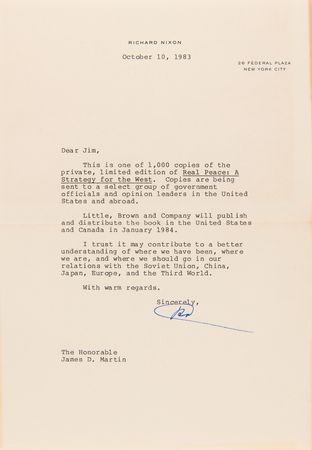 RICHARD NIXON
October 10, 1983
26 FEDERAL PLAZA
NEW YORK CITY
Dear Jim,
This is one of 1,000 copies of the
private, limited edition of Real Peace: A
Strategy for the West. Copies are being
sent to a select group of government
officials and opinion leaders in the United
States and abroad.
Little, Brown and Company will publish
and distribute the book in the United States
and Canada in January 1984.
I trust it may contribute to a better
understanding of where we have been, where
we are, and where we should go in our
relations with the Soviet Union, China,
Japan, Europe, and the Third World.
With warm regards.
Sincerely,
The Honorable
James D. Martin